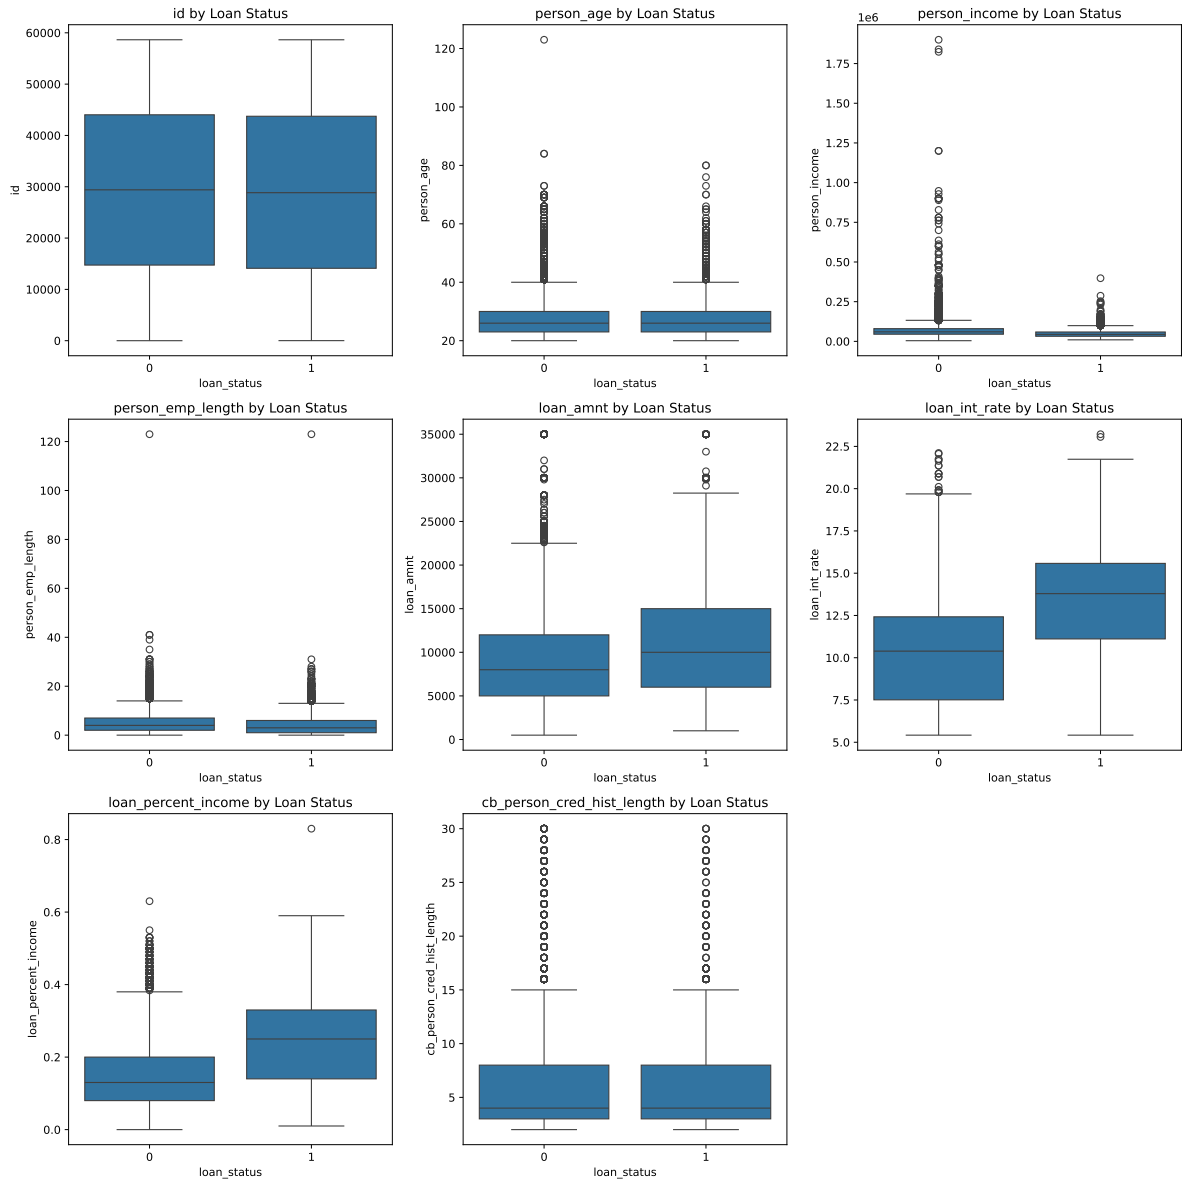 id by Loan Status
60000
50000
40000
30000
20000
10000
0
id
0 1
loan_status
person_age by Loan Status
120
100
80
60
40
20
person_age
0 1
loan_status
person_income by Loan Status
1e6
1.75
1.50
1.25
1.00
0.75
0.50
0.25
0.00
person_income
0 1
loan_status
person_emp_length by Loan Status
120
100
80
60
40
20
0
person_emp_length
0 1
loan_status
loan_amnt by Loan Status
35000
30000
25000
20000
15000
10000
5000
0
loan_amnt
0 1
loan_status
loan_int_rate by Loan Status
22.5
20.0
17.5
15.0
12.5
10.0
7.5
5.0
loan_int_rate
0 1
loan_status
loan_percent_income by Loan Status
0.8
0.6
0.4
0.2
0.0
loan_percent_income
0 1
loan_status
cb_person_cred_hist_length by Loan Status
30
25
20
15
10
5
cb_person_cred_hist_length
0 1
loan_status